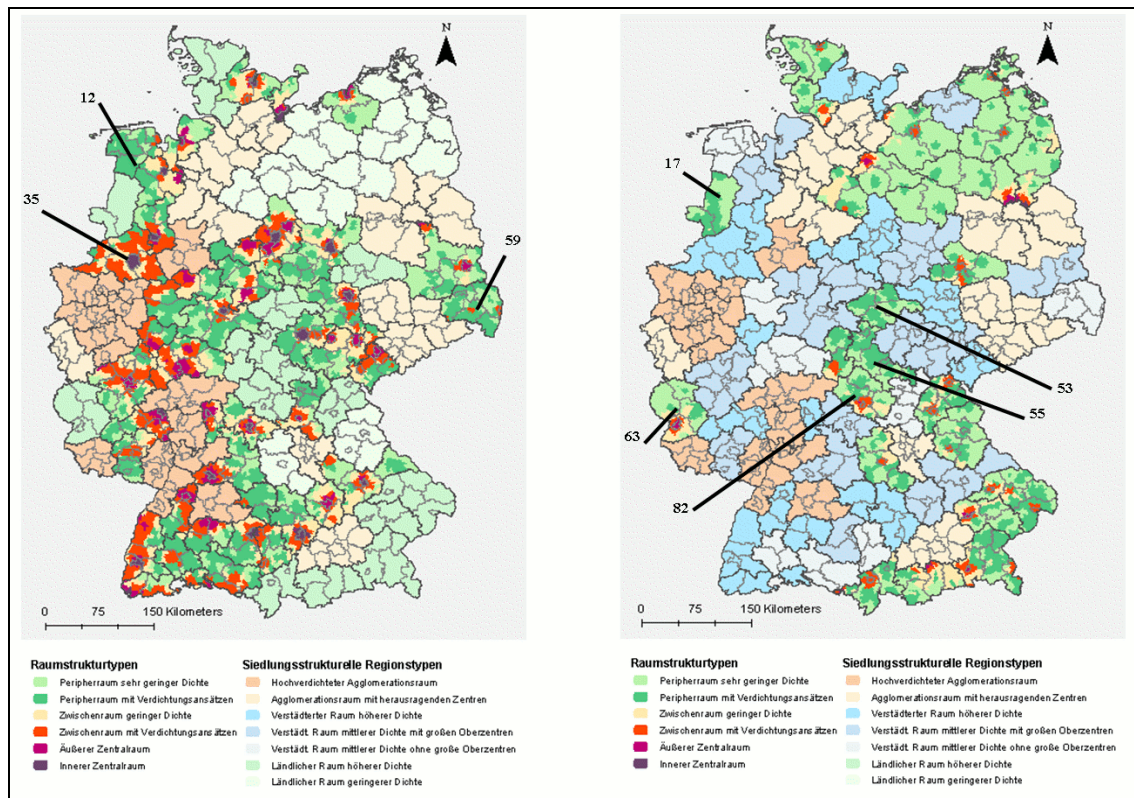 N
12
35
59
0 75 150 Kilometers
Raumstrukturtypen
Peripherraum sehr geringer Dichte
Peripherraum mit Verdichtungsansätzen
Zwischenraum geringer Dichte
Zwischenraum mit Verdichtungsansätzen
Äußerer Zentralraum
Innerer Zentralraum
Siedlungsstrukturelle Regionstypen
Hochverdichteter Agglomerationsraum
Agglomerationsraum mit herausragenden Zentren
Verstädterter Raum höherer Dichte
Verstädt. Raum mittlerer Dichte mit großen Oberzentren
Verstädt. Raum mittlerer Dichte ohne große Oberzentren
Ländlicher Raum höherer Dichte
Ländlicher Raum geringerer Dichte
N
17
53
55
63
82
0 75 150 Kilometers
Raumstrukturtypen
Peripherraum sehr geringer Dichte
Peripherraum mit Verdichtungsansätzen
Zwischenraum geringer Dichte
Zwischenraum mit Verdichtungsansätzen
Äußerer Zentralraum
Innerer Zentralraum
Siedlungsstrukturelle Regionstypen
Hochverdichteter Agglomerationsraum
Agglomerationsraum mit herausragenden Zentren
Verstädterter Raum höherer Dichte
Verstädt. Raum mittlerer Dichte mit großen Oberzentren
Verstädt. Raum mittlerer Dichte ohne große Oberzentren
Ländlicher Raum höherer Dichte
Ländlicher Raum geringerer Dichte